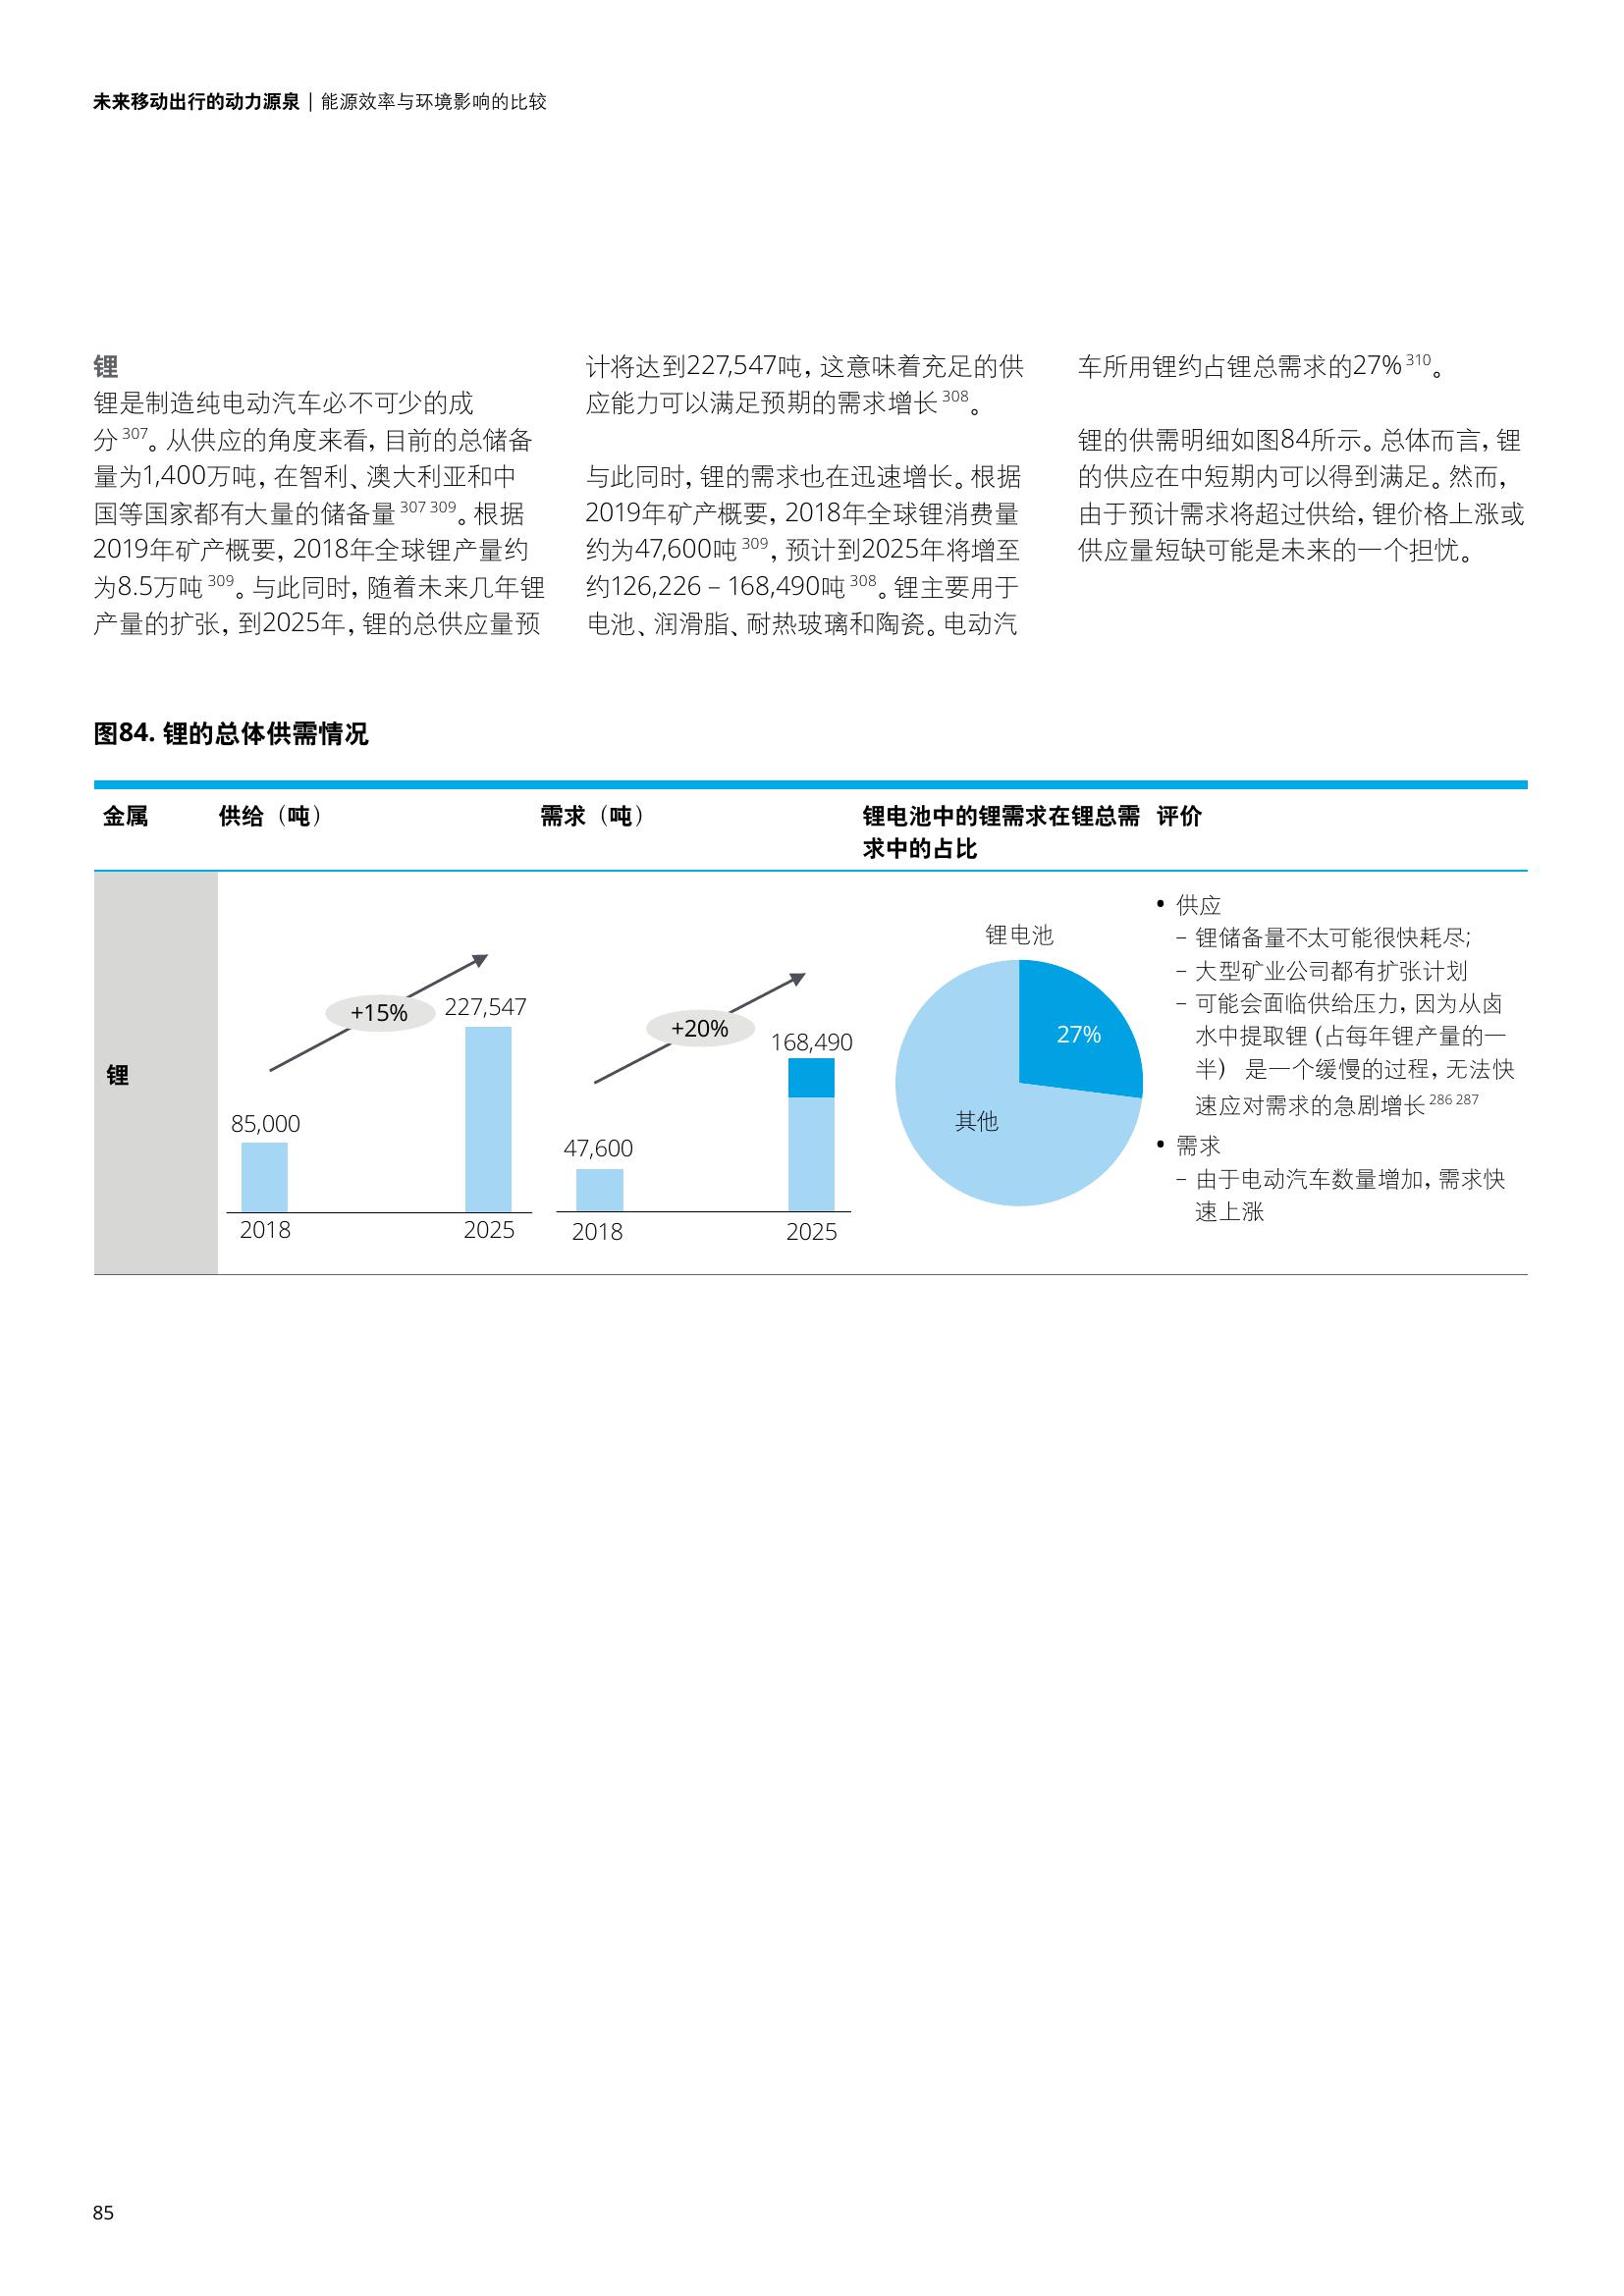 未来移动出行的动力源泉 | 能源效率与环境影响的比较
锂
锂是制造纯电动汽车必不可少的成
分307。从供应的角度来看，目前的总储备
量为1,400万吨，在智利、澳大利亚和中
国等国家都有大量的储备量307 309。根据
2019年矿产概要，2018年全球锂产量约
为8.5万吨309。与此同时，随着未来几年锂
产量的扩张，到2025年，锂的总供应量预
计将达到227,547吨，这意味着充足的供
应能力可以满足预期的需求增长308。
与此同时，锂的需求也在迅速增长。根据
2019年矿产概要，2018年全球锂消费量
约为47,600吨309，预计到2025年将增至
约126,226 – 168,490吨308。锂主要用于
电池、润滑脂、耐热玻璃和陶瓷。电动汽
车所用锂约占锂总需求的27%310。
锂的供需明细如图84所示。总体而言，锂
的供应在中短期内可以得到满足。然而，
由于预计需求将超过供给，锂价格上涨或
供应量短缺可能是未来的一个担忧。
图84. 锂的总体供需情况
金属
供给（吨）
需求（吨）
锂电池中的锂需求在锂总需
求中的占比
评价
锂
+15%
227,547
85,000
2018
2025
+20%
168,490
47,600
2018
2025
锂电池
27%
其他
• 供应
– 锂储备量不太可能很快耗尽;
– 大型矿业公司都有扩张计划
– 可能会面临供给压力，因为从卤
水中提取锂（占每年锂产量的一
半） 是一个缓慢的过程，无法快
速应对需求的急剧增长286 287
• 需求
– 由于电动汽车数量增加，需求快
速上涨
85